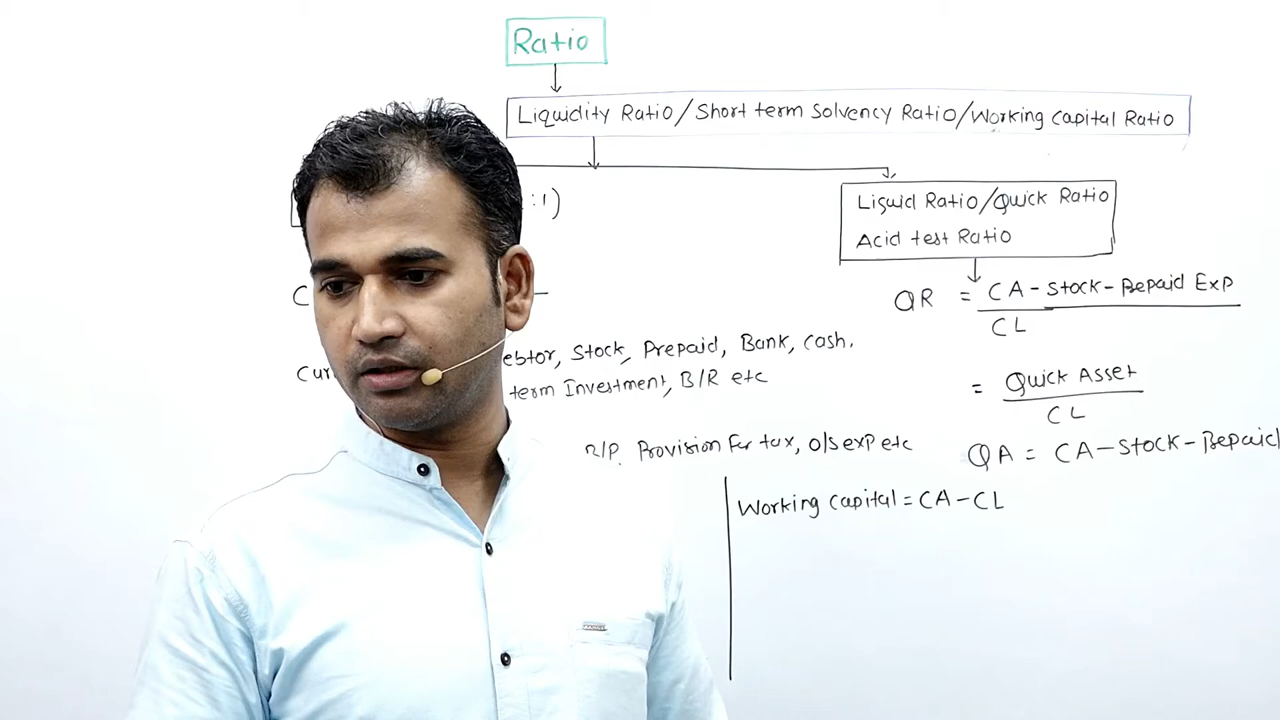 Ratio
Liquidity Ratio/Short term Solvency Ratio/Working Capital Ratio
:1)
Liquid Ratio/Quick Ratio
Acid test Ratio
QR = CA-Stock-Prepaid Exp
CL
ebtor, Stock, Prepaid, Bank, Cash.
Cur
term Investment, B/R etc
= Quick Asset
CL
B/P. Provision For tax, O/S exp etc
QA = CA-Stock-Prepaid
Working Capital = CA-CL